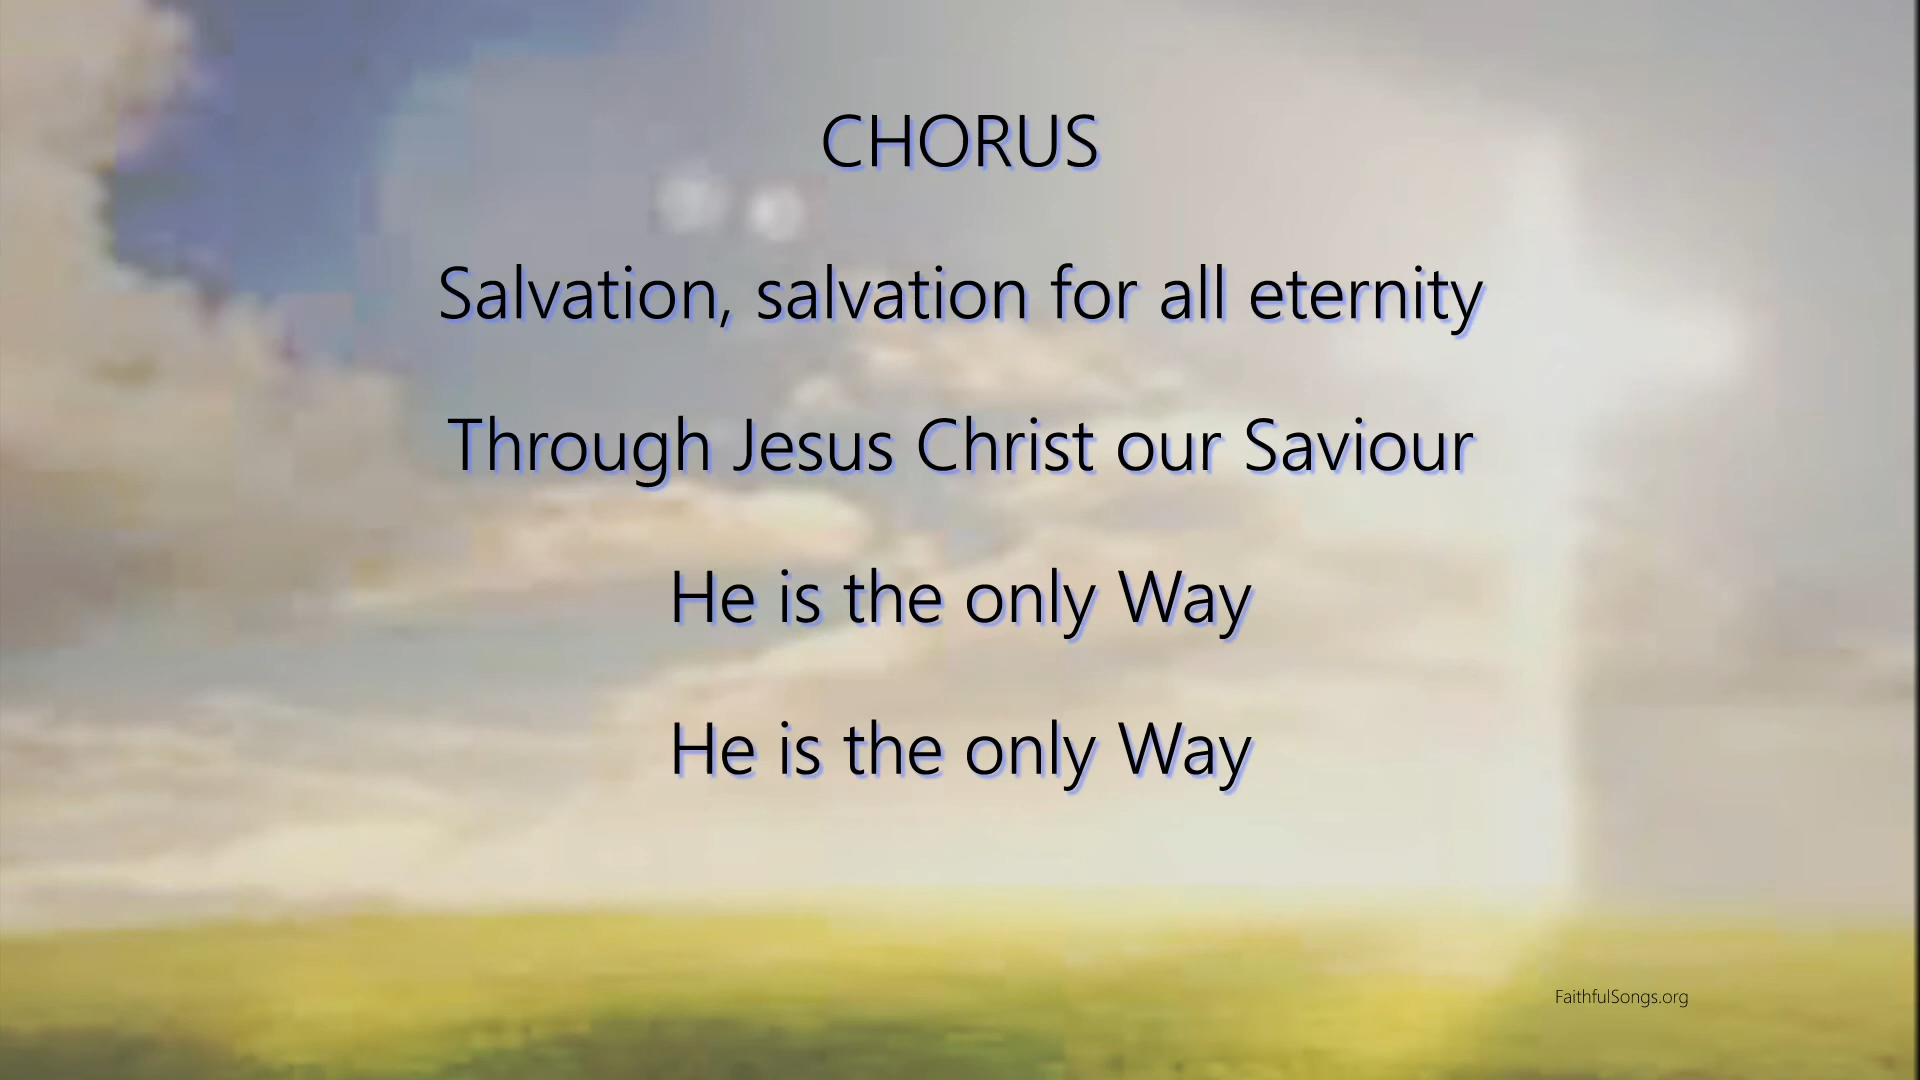 CHORUS
Salvation, salvation for all eternity
Through Jesus Christ our Saviour
He is the only Way
He is the only Way
FaithfulSongs.org